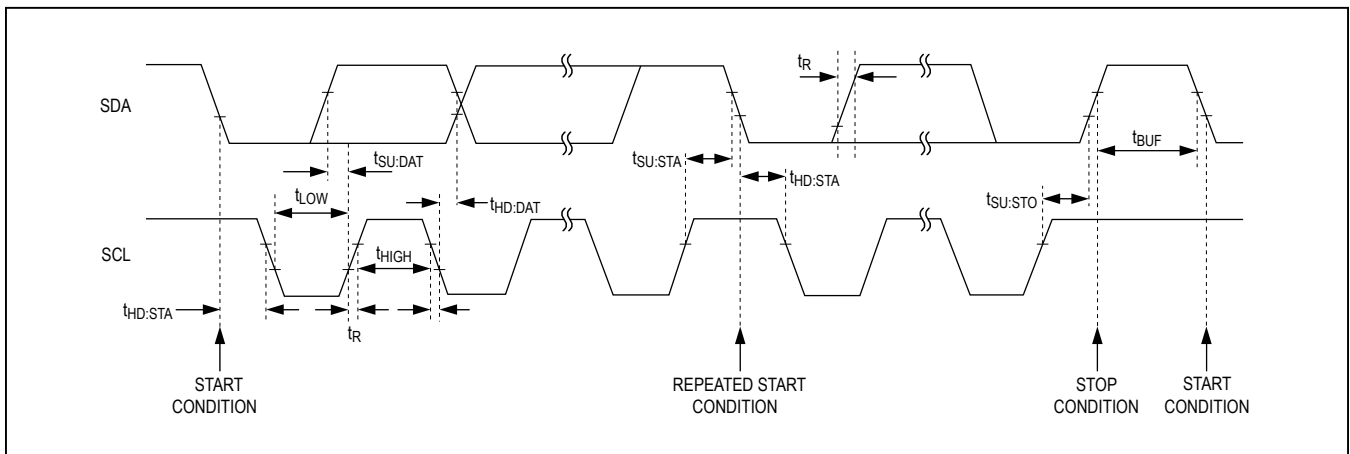 tR
SDA
tSU:DAT
tSU:STA
tBUF
tLOW
tHD:STA
tHD:DAT
tSU:STO
SCL
tHIGH
tHD:STA
tR
START
CONDITION
REPEATED START
CONDITION
STOP
CONDITION
START
CONDITION